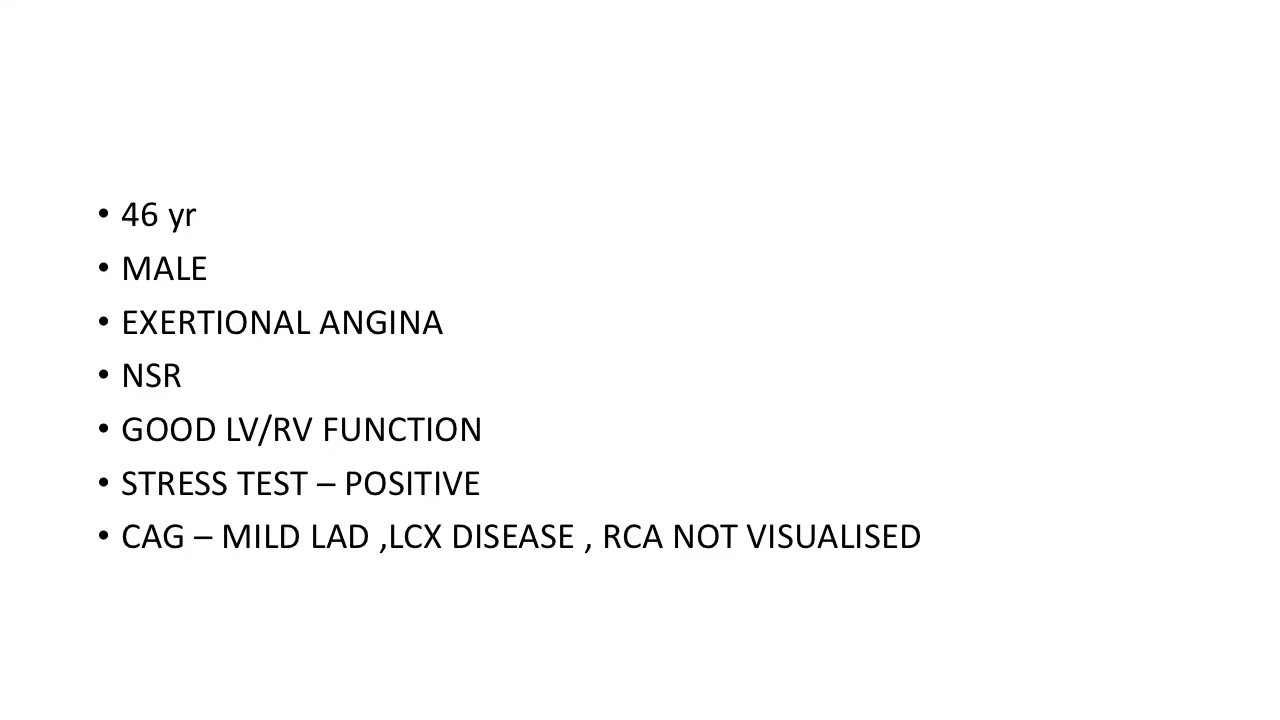 • 46 yr
• MALE
• EXERTIONAL ANGINA
• NSR
• GOOD LV/RV FUNCTION
• STRESS TEST – POSITIVE
• CAG – MILD LAD ,LCX DISEASE , RCA NOT VISUALISED